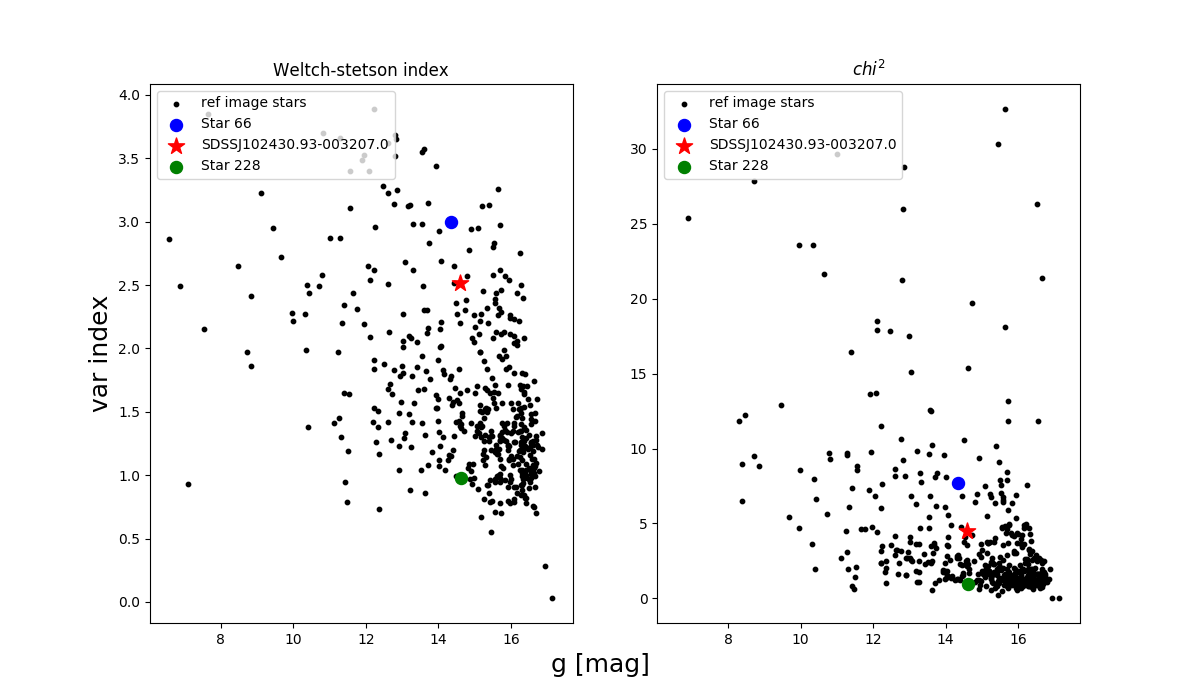 Weltch-stetson index
chi²
4.0
3.5
3.0
2.5
2.0
1.5
1.0
0.5
0.0
ref image stars
Star 66
SDSSJ102430.93-003207.0
Star 228
8 10 12 14 16
30
25
20
15
10
5
0
ref image stars
Star 66
SDSSJ102430.93-003207.0
Star 228
8 10 12 14 16
var index
g [mag]